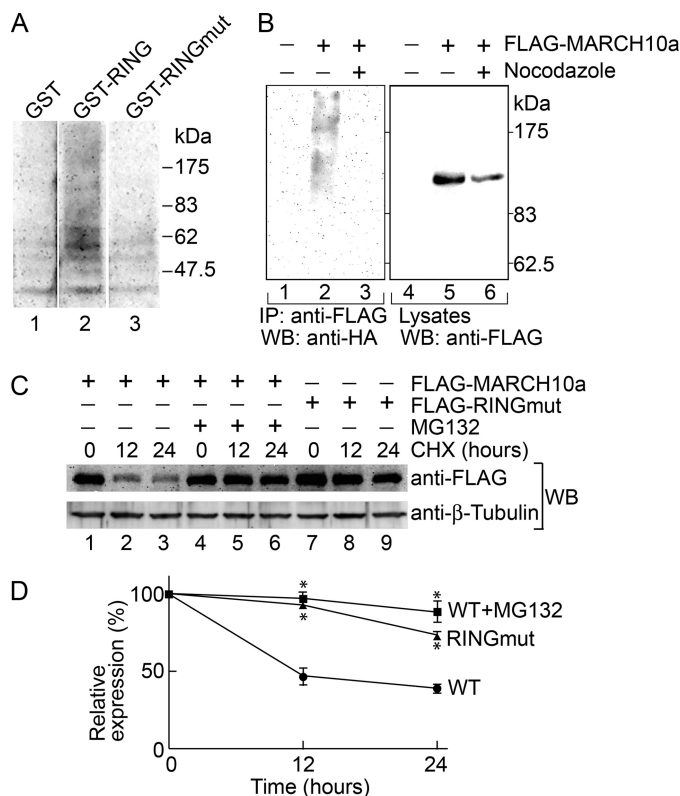 A
GST
GST-RING
GST-RINGmut
kDa
175
83
62
47.5
1 2 3
B
− + + − + + FLAG-MARCH10a
− − + − − + Nocodazole
kDa
175
83
62.5
1 2 3 4 5 6
IP: anti-FLAG Lysates
WB: anti-HA WB: anti-FLAG
C
+ + + + + + − − − FLAG-MARCH10a
− − − − − − + + + FLAG-RINGmut
− − − + + + − − − MG132
0 12 24 0 12 24 0 12 24 CHX (hours)
anti-FLAG
anti-β-Tubulin
WB
1 2 3 4 5 6 7 8 9
D
Relative
expression (%)
100
50
0
* *
* *
WT+MG132
RINGmut
WT
0 12 24
Time (hours)